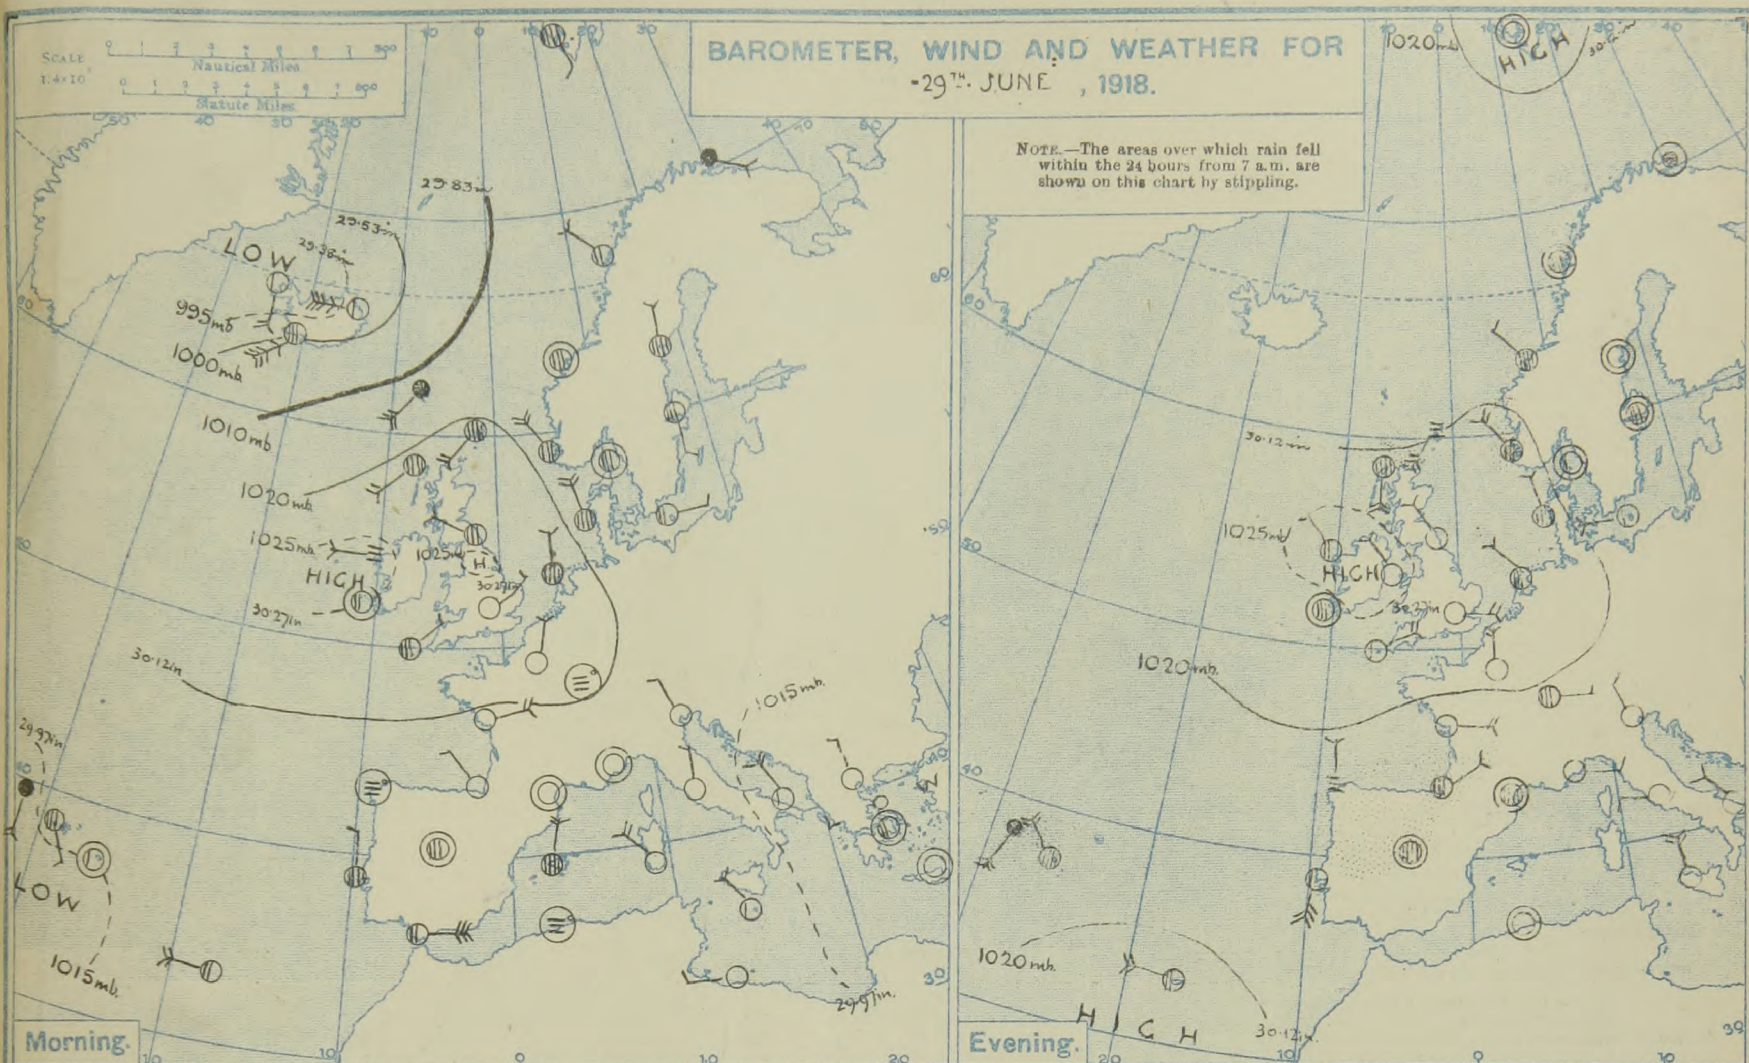 SCALE
1:4×10⁷
Nautical Miles
Statute Miles
BAROMETER, WIND AND WEATHER FOR
-29TH. JUNE, 1918.
NOTE.—The areas over which rain fell
within the 24 hours from 7 a.m. are
shown on this chart by stippling.
29·83in
29·53in
29·38in
LOW
995mb
1000mb
1010mb
1020mb
1025mb
1025mb
H
HIGH
30·27in
30·27in
30·12in
1015mb.
29·97in
LOW
1015mb.
29·97in.
Morning.
1020mb
HIGH
30·12in
30·12in
1025mb
HIGH
30·27in
1020mb.
1020mb.
HIGH
30·12in.
Evening.